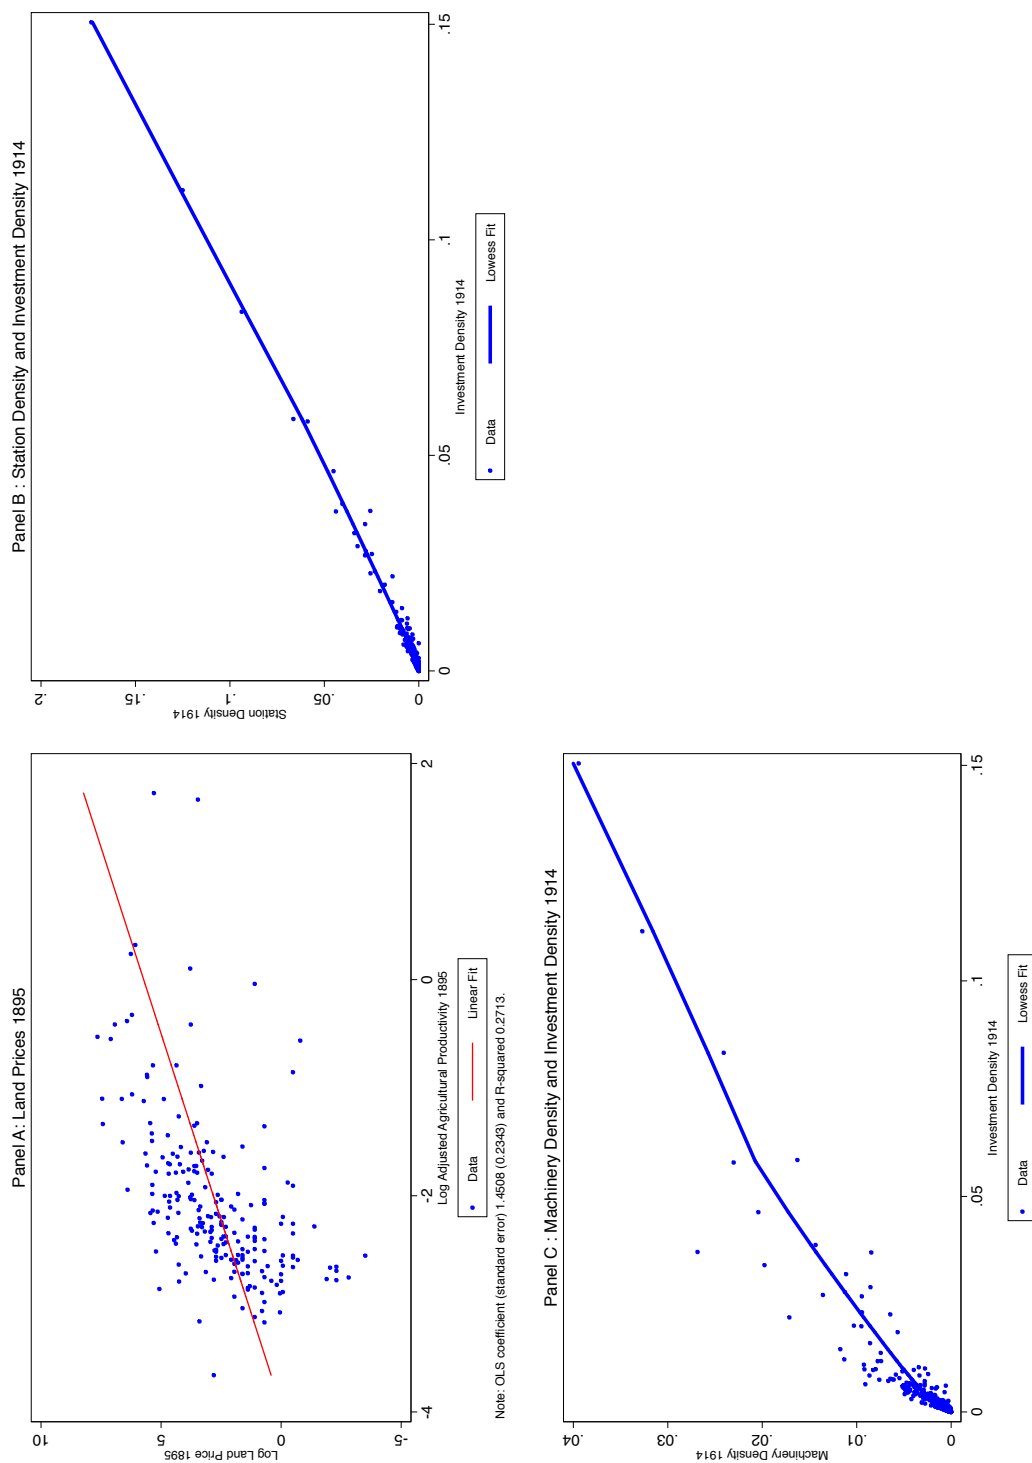 Panel A: Land Prices 1895
Log Land Price 1895
10
5
0
-5
-4
-2
0
2
Log Adjusted Agricultural Productivity 1895
Data Linear Fit
Note: OLS coefficient (standard error) 1.4508 (0.2343) and R-squared 0.2713.
Panel B : Station Density and Investment Density 1914
Station Density 1914
.2
.15
.1
.05
0
0
.05
.1
.15
Investment Density 1914
Data Lowess Fit
Panel C : Machinery Density and Investment Density 1914
Machinery Density 1914
.04
.03
.02
.01
0
0
.05
.1
.15
Investment Density 1914
Data Lowess Fit